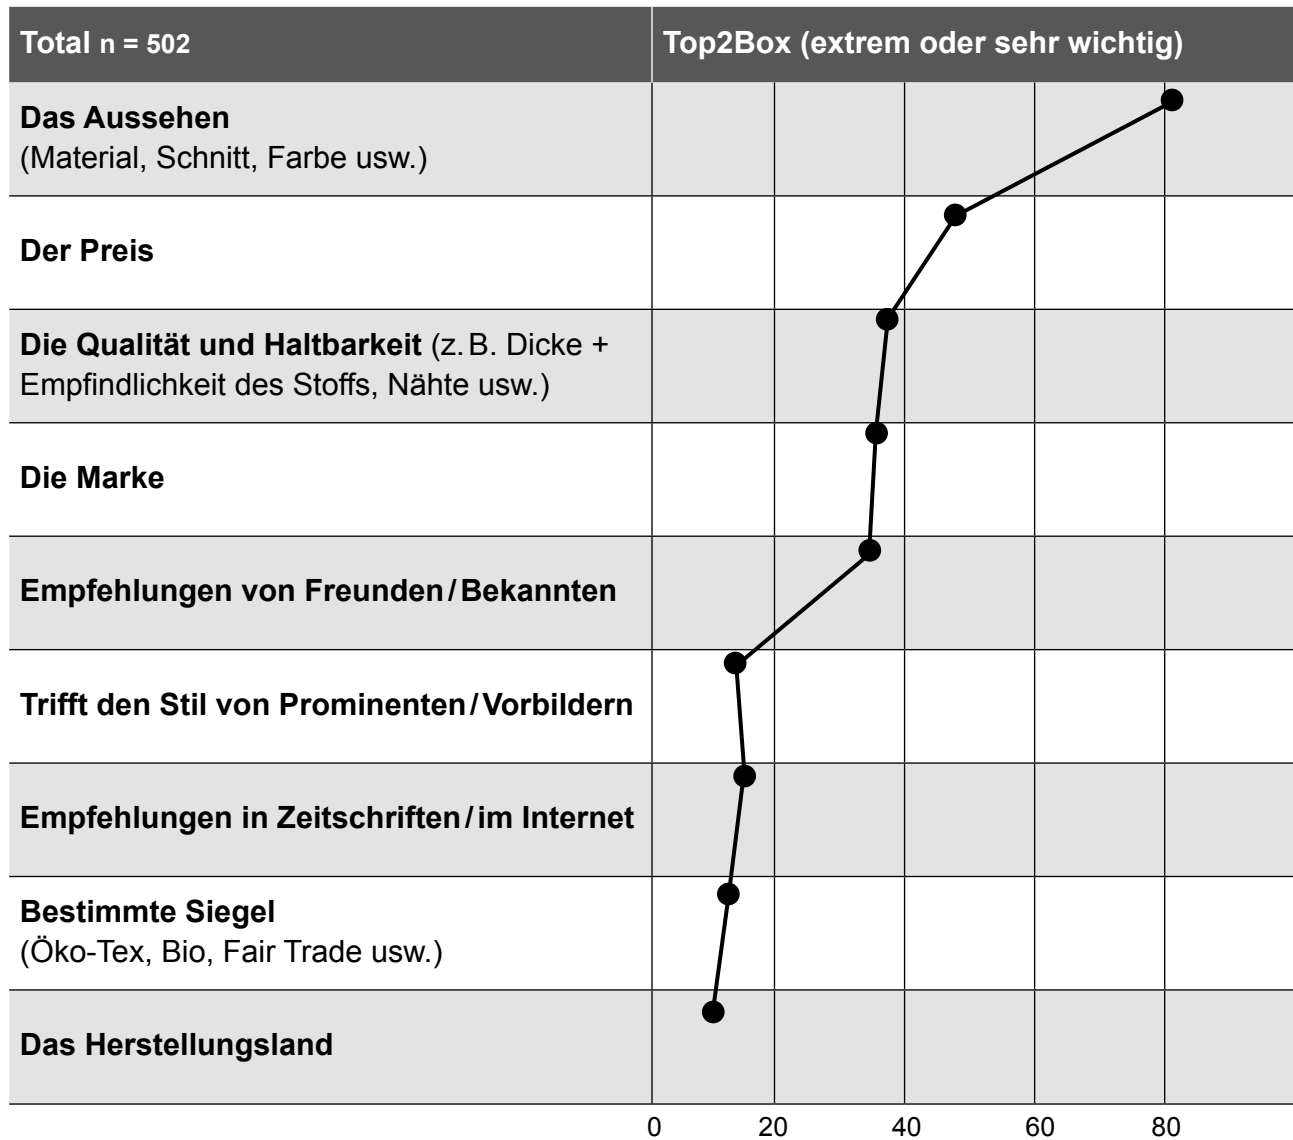 Total n = 502
Top2Box (extrem oder sehr wichtig)
Das Aussehen
(Material, Schnitt, Farbe usw.)
Der Preis
Die Qualität und Haltbarkeit (z. B. Dicke +
Empfindlichkeit des Stoffs, Nähte usw.)
Die Marke
Empfehlungen von Freunden / Bekannten
Trifft den Stil von Prominenten / Vorbildern
Empfehlungen in Zeitschriften / im Internet
Bestimmte Siegel
(Öko-Tex, Bio, Fair Trade usw.)
Das Herstellungsland
0 20 40 60 80